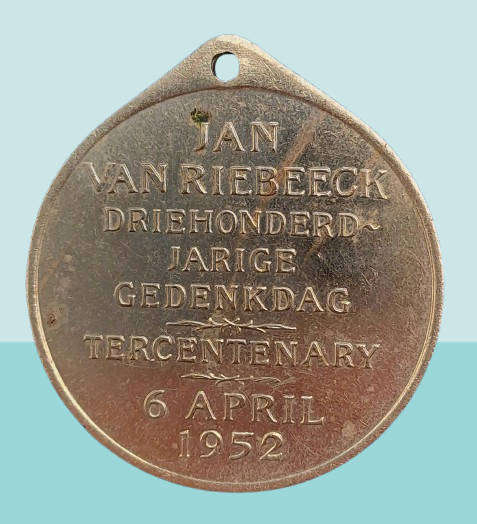 JAN
VAN RIEBEECK
DRIEHONDERD~
JARIGE
GEDENKDAG
TERCENTENARY
6 APRIL
1952